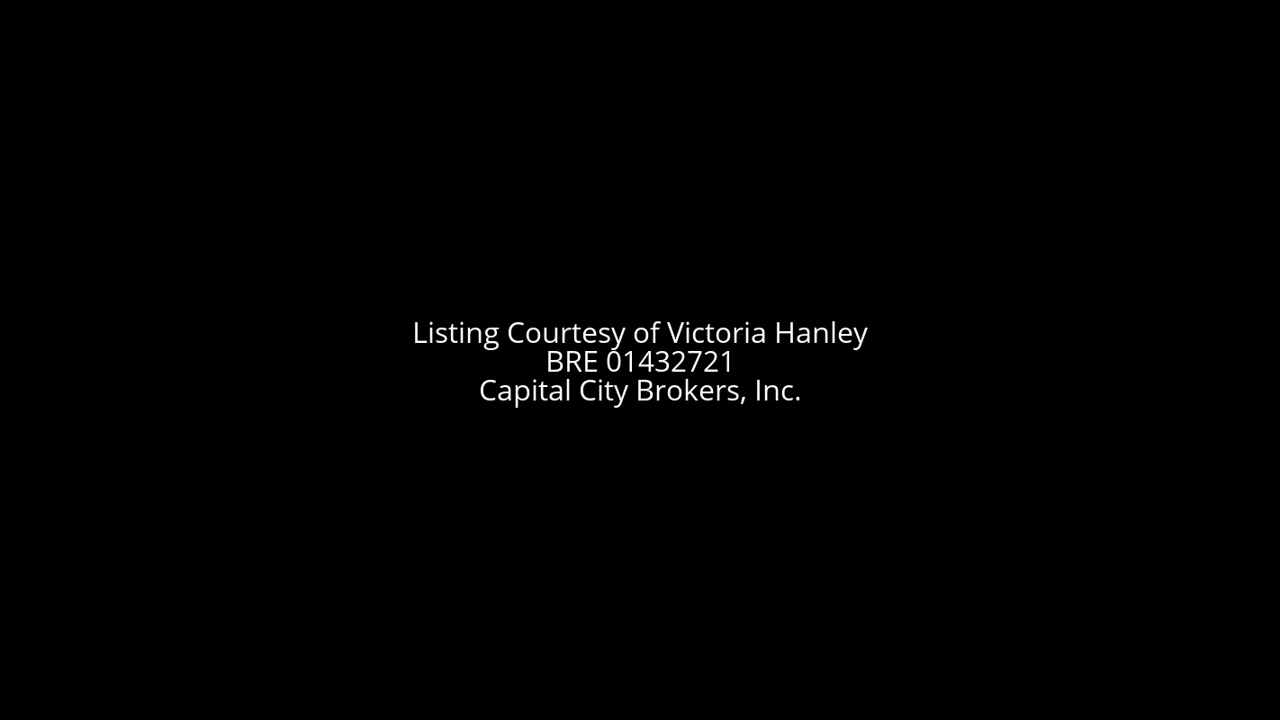 Listing Courtesy of Victoria Hanley
BRE 01432721
Capital City Brokers, Inc.